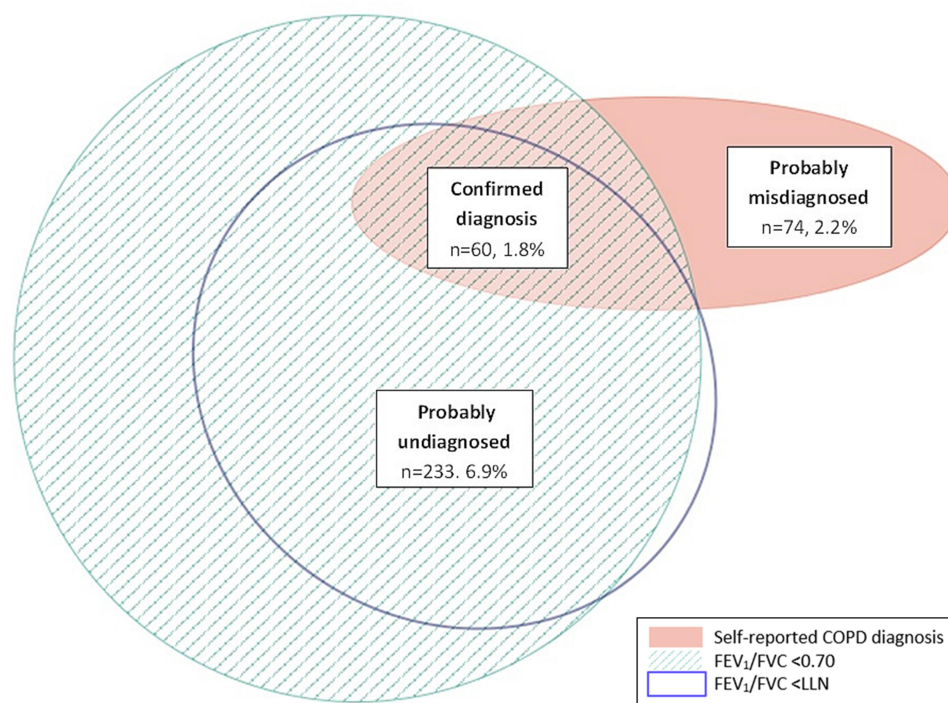 Probably
misdiagnosed
n=74, 2.2%
Confirmed
diagnosis
n=60, 1.8%
Probably
undiagnosed
n=233. 6.9%
Self-reported COPD diagnosis
FEV₁/FVC <0.70
FEV₁/FVC <LLN